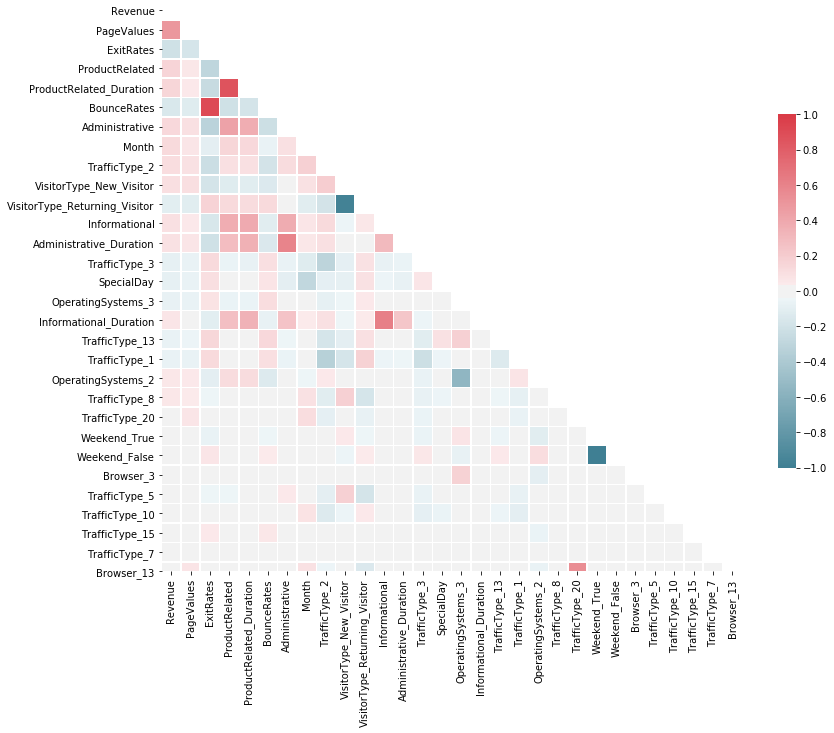 Revenue
PageValues
ExitRates
ProductRelated
ProductRelated_Duration
BounceRates
Administrative
Month
TrafficType_2
VisitorType_New_Visitor
VisitorType_Returning_Visitor
Informational
Administrative_Duration
TrafficType_3
SpecialDay
OperatingSystems_3
Informational_Duration
TrafficType_13
TrafficType_1
OperatingSystems_2
TrafficType_8
TrafficType_20
Weekend_True
Weekend_False
Browser_3
TrafficType_5
TrafficType_10
TrafficType_15
TrafficType_7
Browser_13
Revenue
PageValues
ExitRates
ProductRelated
ProductRelated_Duration
BounceRates
Administrative
Month
TrafficType_2
VisitorType_New_Visitor
VisitorType_Returning_Visitor
Informational
Administrative_Duration
TrafficType_3
SpecialDay
OperatingSystems_3
Informational_Duration
TrafficType_13
TrafficType_1
OperatingSystems_2
TrafficType_8
TrafficType_20
Weekend_True
Weekend_False
Browser_3
TrafficType_5
TrafficType_10
TrafficType_15
TrafficType_7
Browser_13
1.0
0.8
0.6
0.4
0.2
0.0
−0.2
−0.4
−0.6
−0.8
−1.0